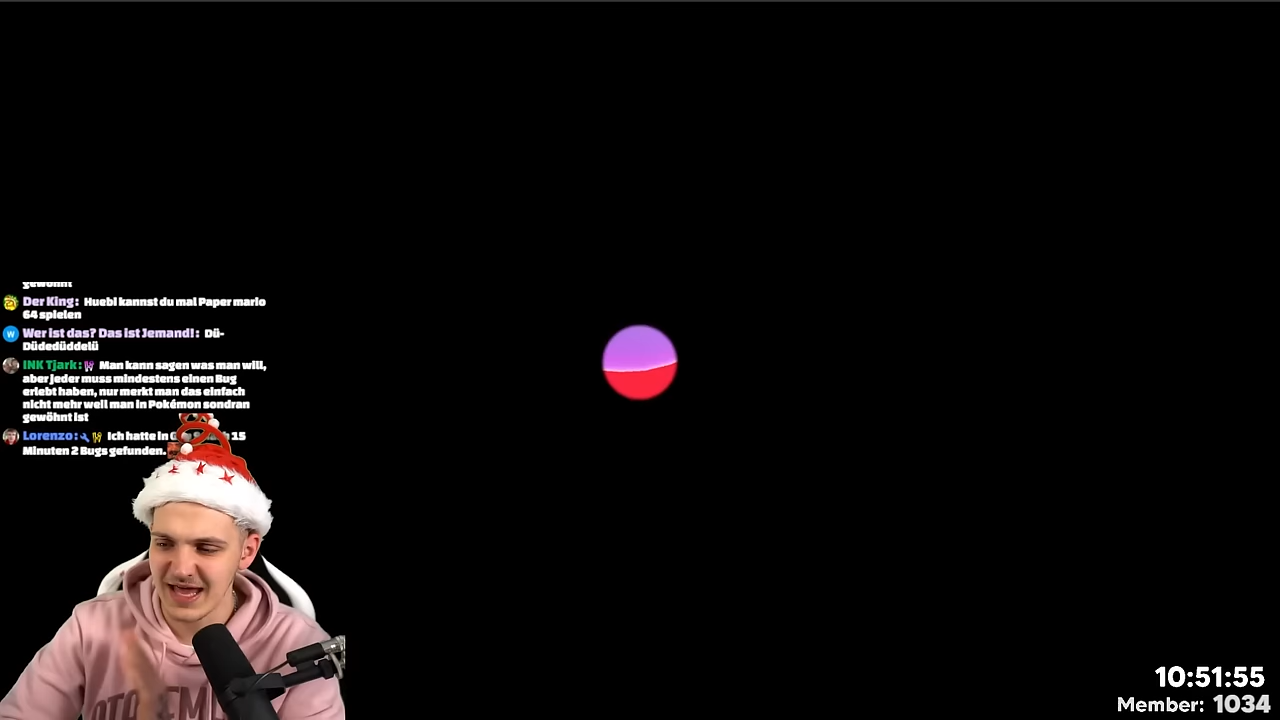 gewöhnt
Der King: Huebi kannst du mal Paper mario
64 spielen
Wer ist das? Das ist Jemand!: Dü-
Düdedüddelü
INK Tjark: Man kann sagen was man will,
aber jeder muss mindestens einen Bug
erlebt haben, nur merkt man das einfach
nicht mehr weil man in Pokémon sondran
gewöhnt ist
Lorenzo: Ich hatte in 15
Minuten 2 Bugs gefunden.
10:51:55
Member: 1034